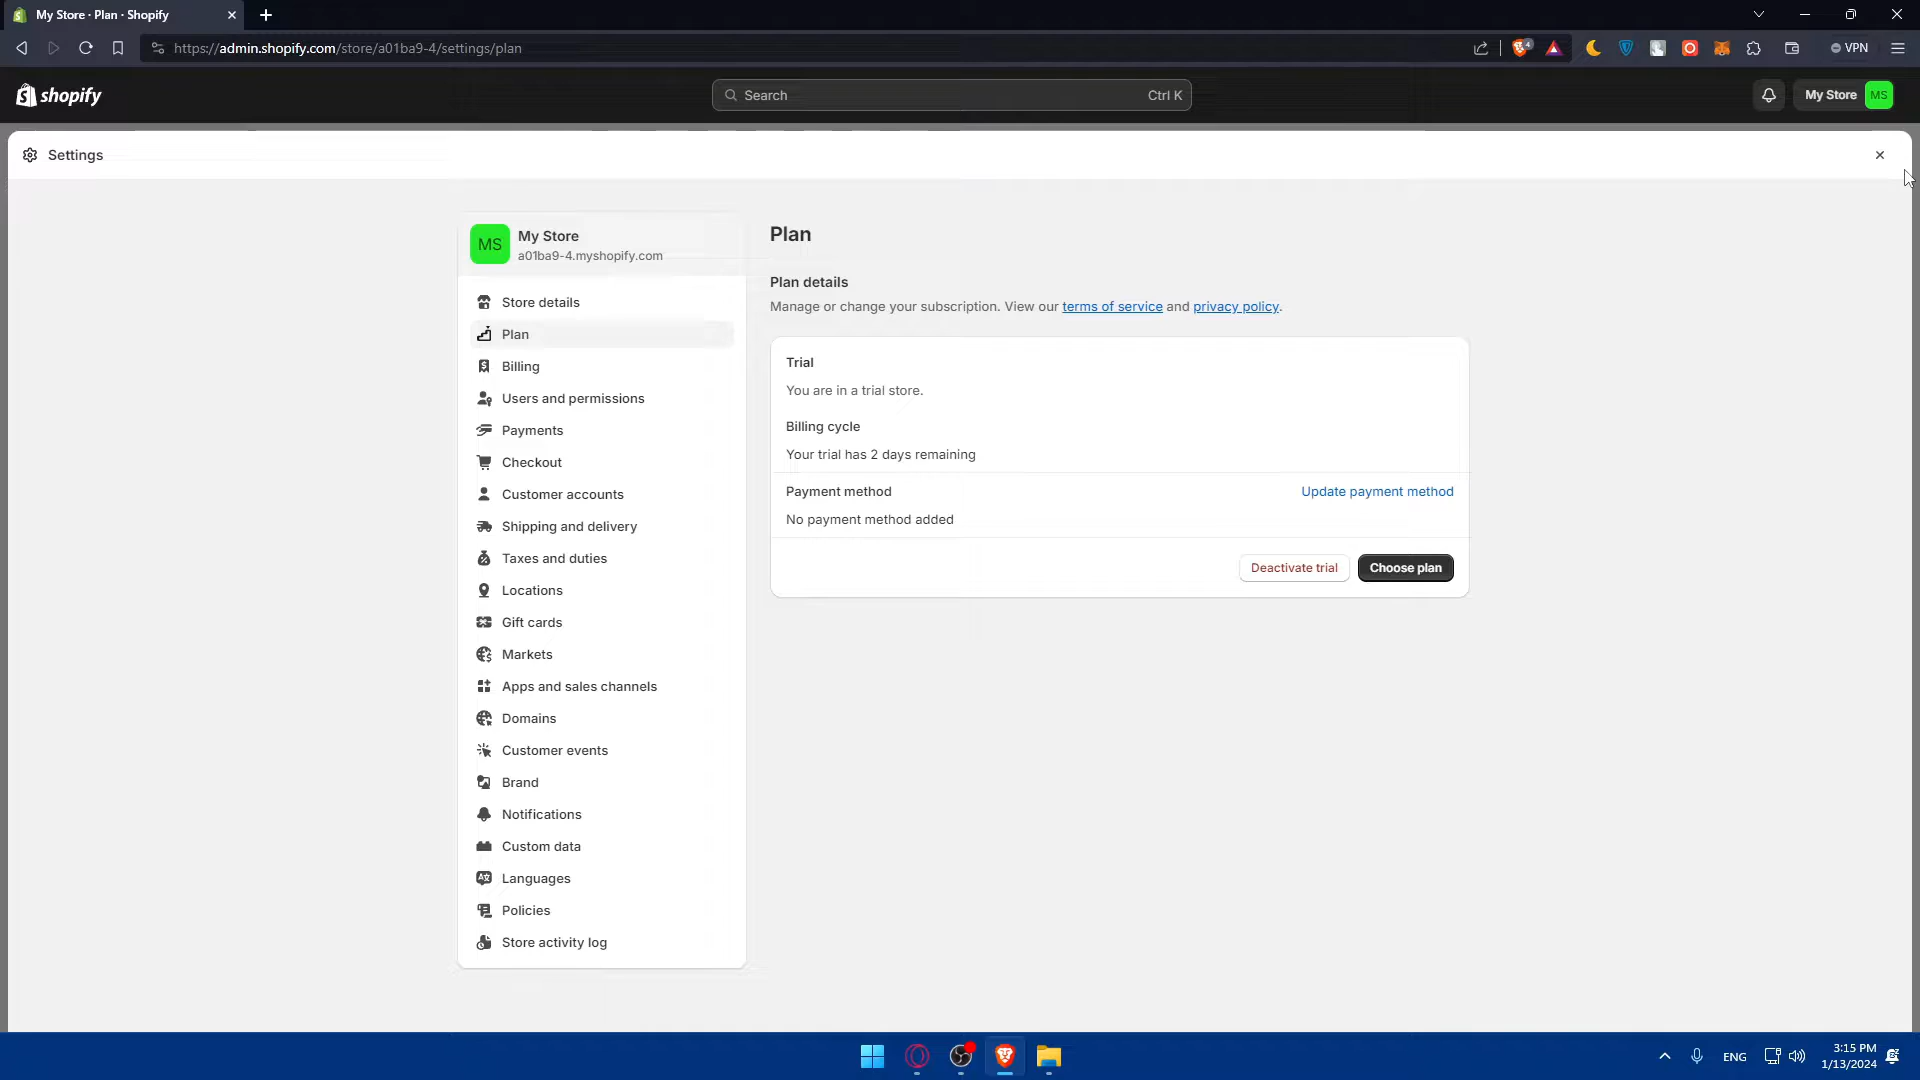 My Store · Plan · Shopify
https://admin.shopify.com/store/a01ba9-4/settings/plan
4
VPN
shopify
Search
Ctrl K
My Store
MS
Settings
MS
My Store
a01ba9-4.myshopify.com
Store details
Plan
Billing
Users and permissions
Payments
Checkout
Customer accounts
Shipping and delivery
Taxes and duties
Locations
Gift cards
Markets
Apps and sales channels
Domains
Customer events
Brand
Notifications
Custom data
Languages
Policies
Store activity log
Plan
Plan details
Manage or change your subscription. View our terms of service and privacy policy.
Trial
You are in a trial store.
Billing cycle
Your trial has 2 days remaining
Payment method
Update payment method
No payment method added
Deactivate trial
Choose plan
ENG
3:15 PM
1/13/2024